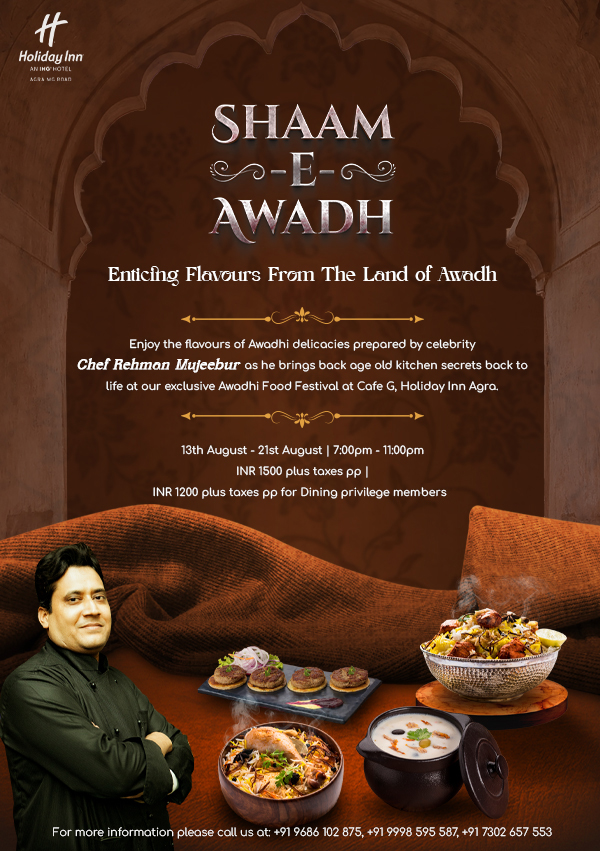 Holiday Inn
AN IHG® HOTEL
AGRA MG ROAD
SHAAM
-E-
AWADH
Enticing Flavours From The Land of Awadh
Enjoy the flavours of Awadhi delicacies prepared by celebrity
Chef Rehman Mujeebur as he brings back age old kitchen secrets back to
life at our exclusive Awadhi Food Festival at Cafe G, Holiday Inn Agra.
13th August - 21st August | 7:00pm - 11:00pm
INR 1500 plus taxes pp |
INR 1200 plus taxes pp for Dining privilege members
For more information please call us at: +91 9686 102 875, +91 9998 595 587, +91 7302 657 553